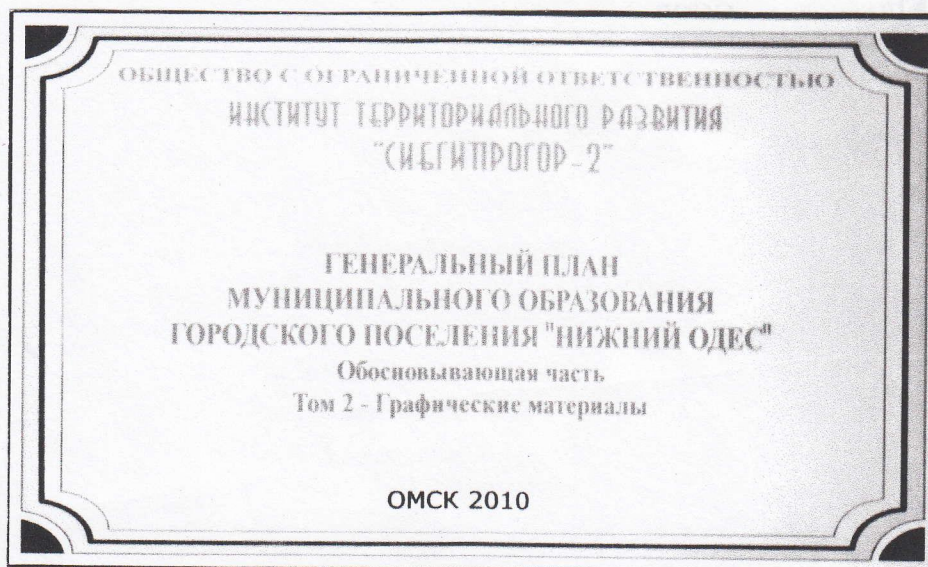 ОБЩЕСТВО С ОГРАНИЧЕННОЙ ОТВЕТСТВЕННОСТЬЮ
ИНСТИТУТ ТЕРРИТОРИАЛЬНОГО РАЗВИТИЯ
"СИБГИПРОГОР-2"
ГЕНЕРАЛЬНЫЙ ПЛАН
МУНИЦИПАЛЬНОГО ОБРАЗОВАНИЯ
ГОРОДСКОГО ПОСЕЛЕНИЯ "НИЖНИЙ ОДЕС"
Обосновывающая часть
Том 2 - Графические материалы
ОМСК 2010